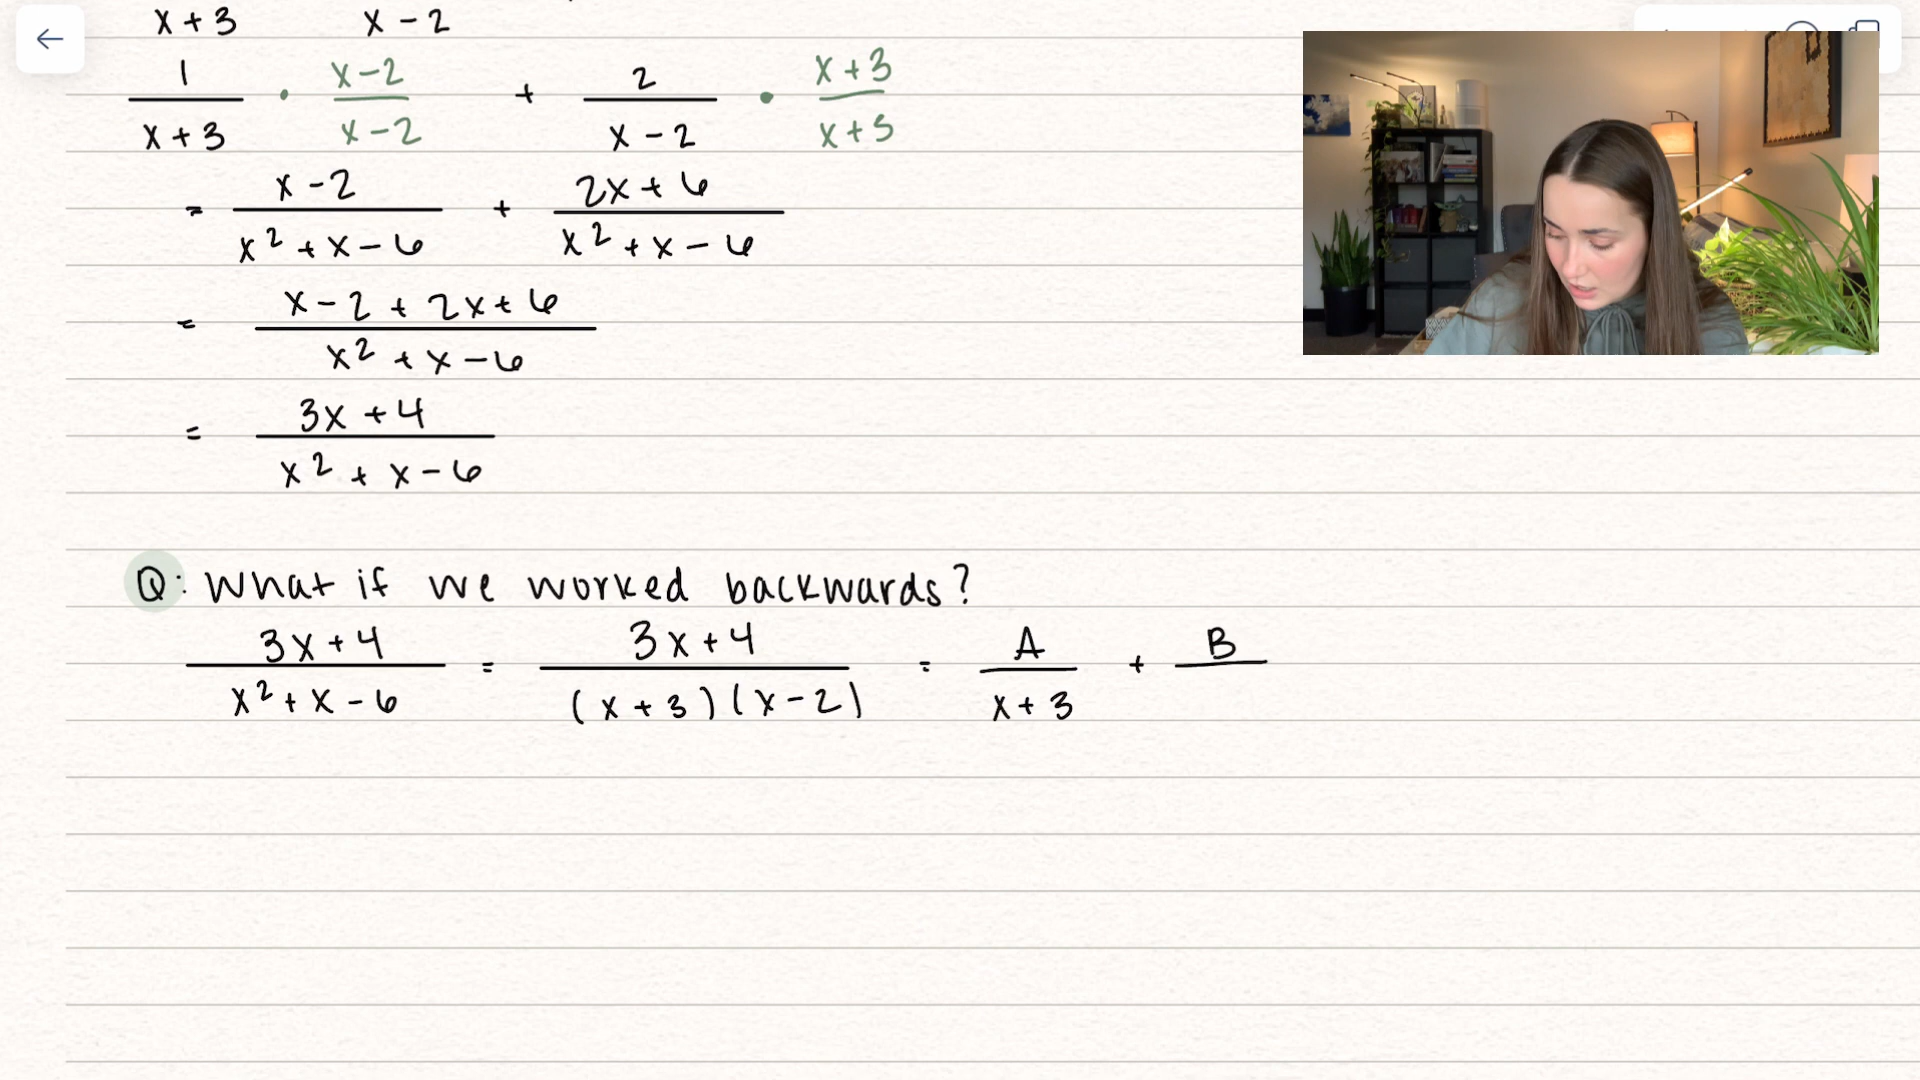 x + 3 x - 2
1/(x + 3) · (x - 2)/(x - 2) + 2/(x - 2) · (x + 3)/(x + 3)
= (x - 2)/(x² + x - 6) + (2x + 6)/(x² + x - 6)
= (x - 2 + 2x + 6)/(x² + x - 6)
= (3x + 4)/(x² + x - 6)
Q: What if we worked backwards?
(3x + 4)/(x² + x - 6) = (3x + 4)/((x + 3)(x - 2)) = A/(x + 3) + B/